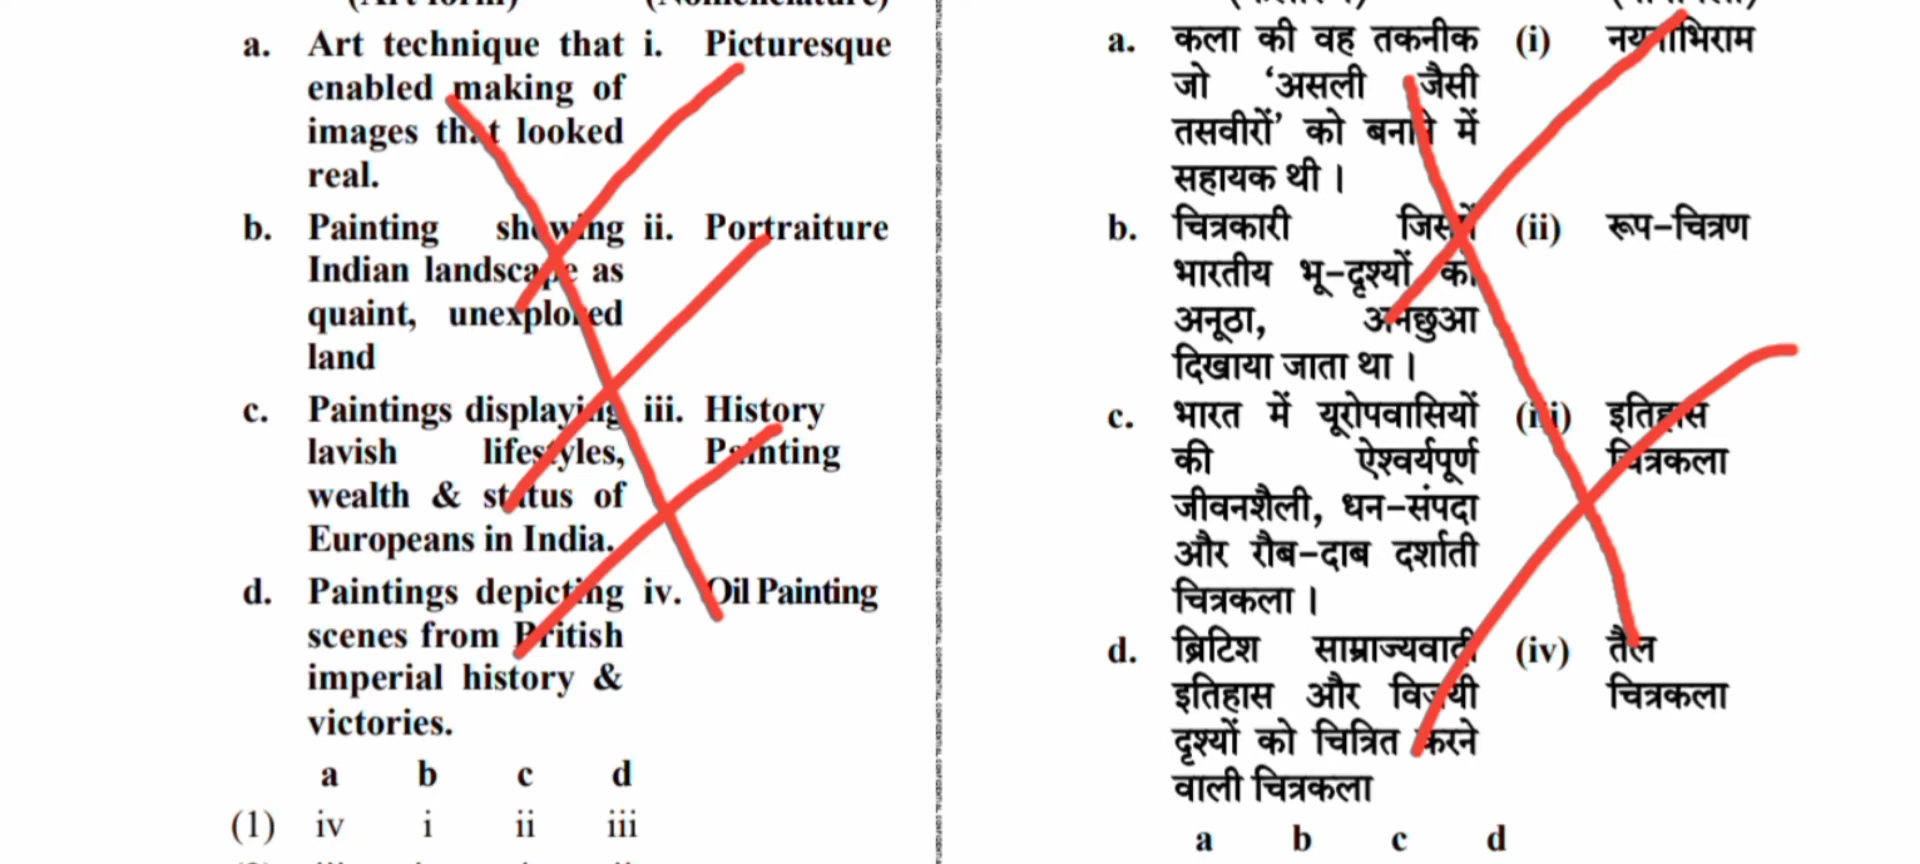 (Art form) (Nomenclature)
a. Art technique that i. Picturesque
enabled making of
images that looked
real.
b. Painting showing ii. Portraiture
Indian landscape as
quaint, unexplored
land
c. Paintings displaying iii. History
lavish lifestyles, Painting
wealth & status of
Europeans in India.
d. Paintings depicting iv. Oil Painting
scenes from British
imperial history &
victories.
a b c d
(1) iv i ii iii
a. कला की वह तकनीक (i) नयनाभिराम
जो ‘असली जैसी
तसवीरों’ को बनाने में
सहायक थी ।
b. चित्रकारी जिसमें (ii) रूप–चित्रण
भारतीय भू–दृश्यों को
अनूठा, अनछुआ
दिखाया जाता था ।
c. भारत में यूरोपवासियों (iii) इतिहास
की ऐश्वर्यपूर्ण चित्रकला
जीवनशैली, धन–संपदा
और रौब–दाब दर्शाती
चित्रकला ।
d. ब्रिटिश साम्राज्यवादी (iv) तैल
इतिहास और विजयी चित्रकला
दृश्यों को चित्रित करने
वाली चित्रकला
a b c d